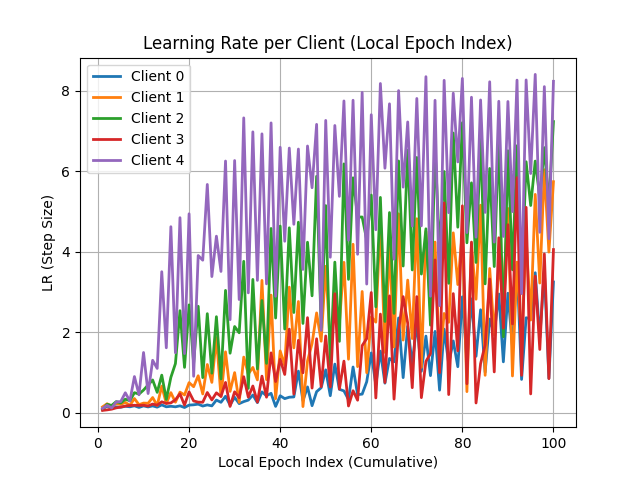 Learning Rate per Client (Local Epoch Index)
Client 0
Client 1
Client 2
Client 3
Client 4
LR (Step Size)
8
6
4
2
0
0 20 40 60 80 100
Local Epoch Index (Cumulative)